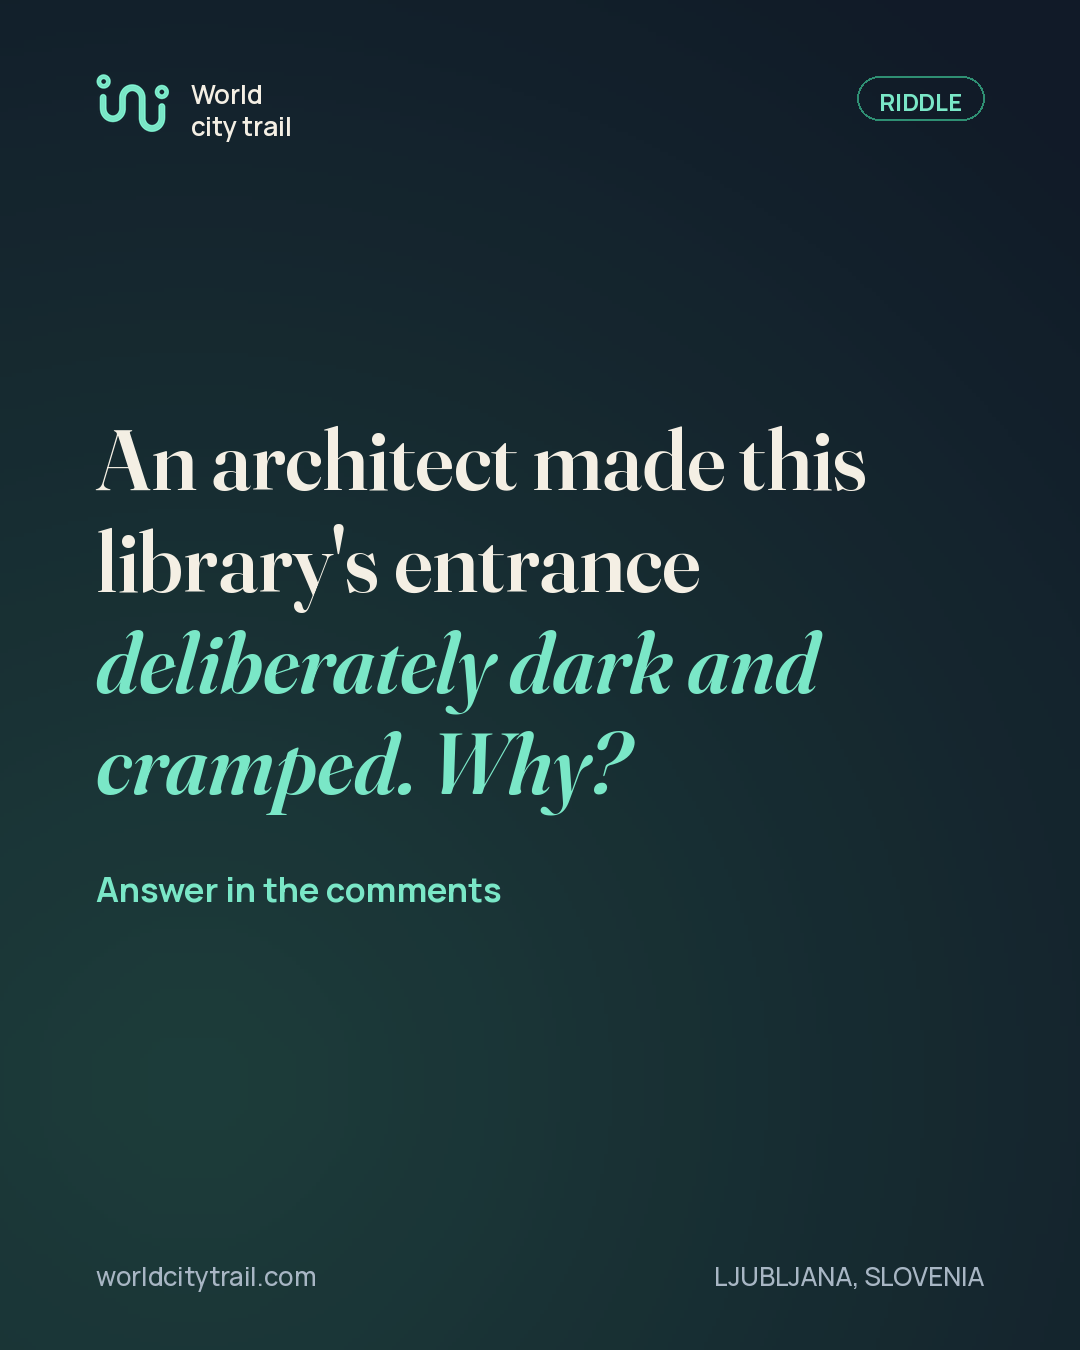 World
city trail
RIDDLE
An architect made this
library's entrance
deliberately dark and
cramped. Why?
Answer in the comments
worldcitytrail.com
LJUBLJANA, SLOVENIA